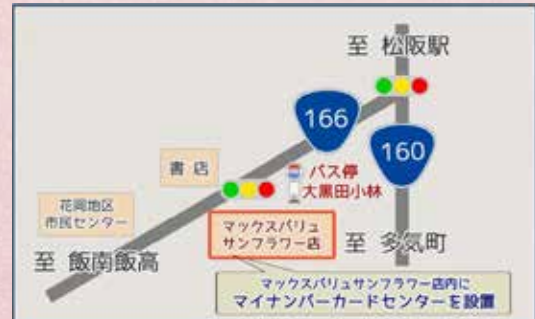 至 松阪駅
166
160
書店
バス停
大黒田小林
花岡地区
市民センター
マックスバリュ
サンフラワー店
至 飯南飯高
至 多気町
マックスバリュサンフラワー店内に
マイナンバーカードセンターを設置